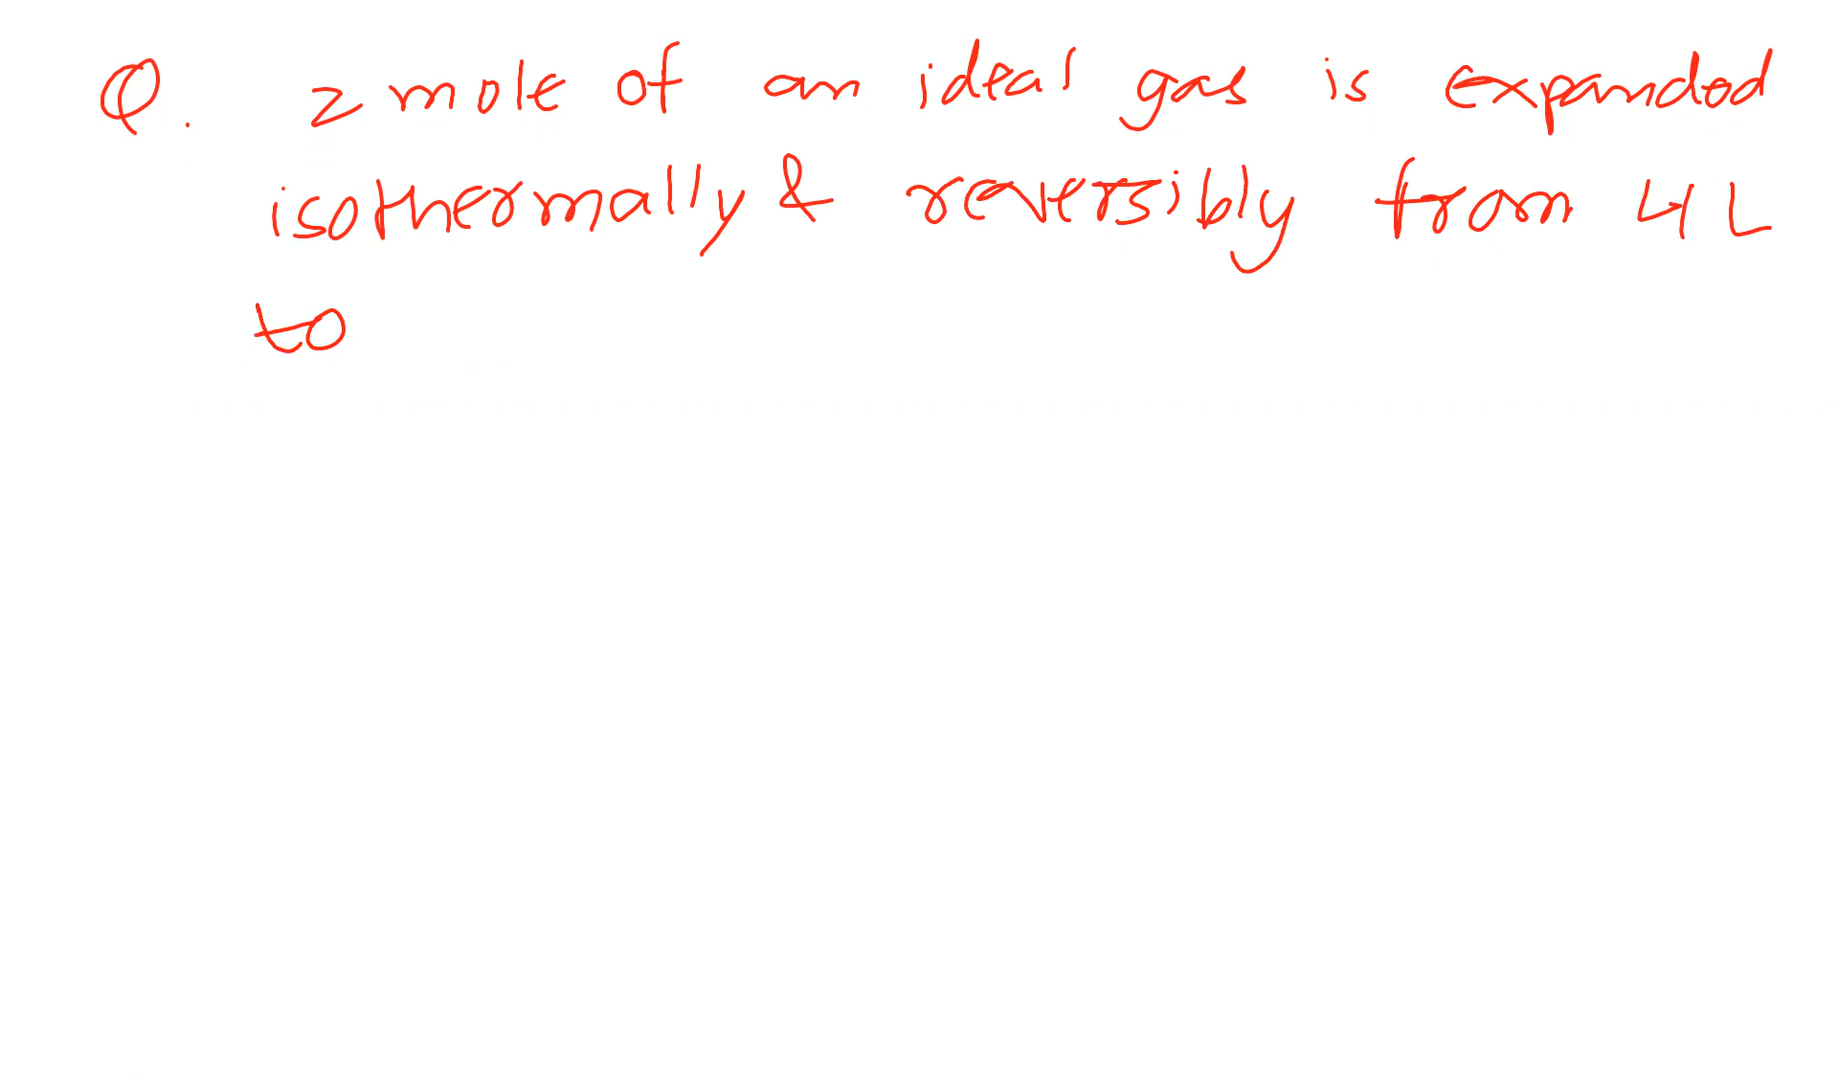 Q. 2 mole of an ideal gas is expanded
isothermally & reversibly from 4 L
to